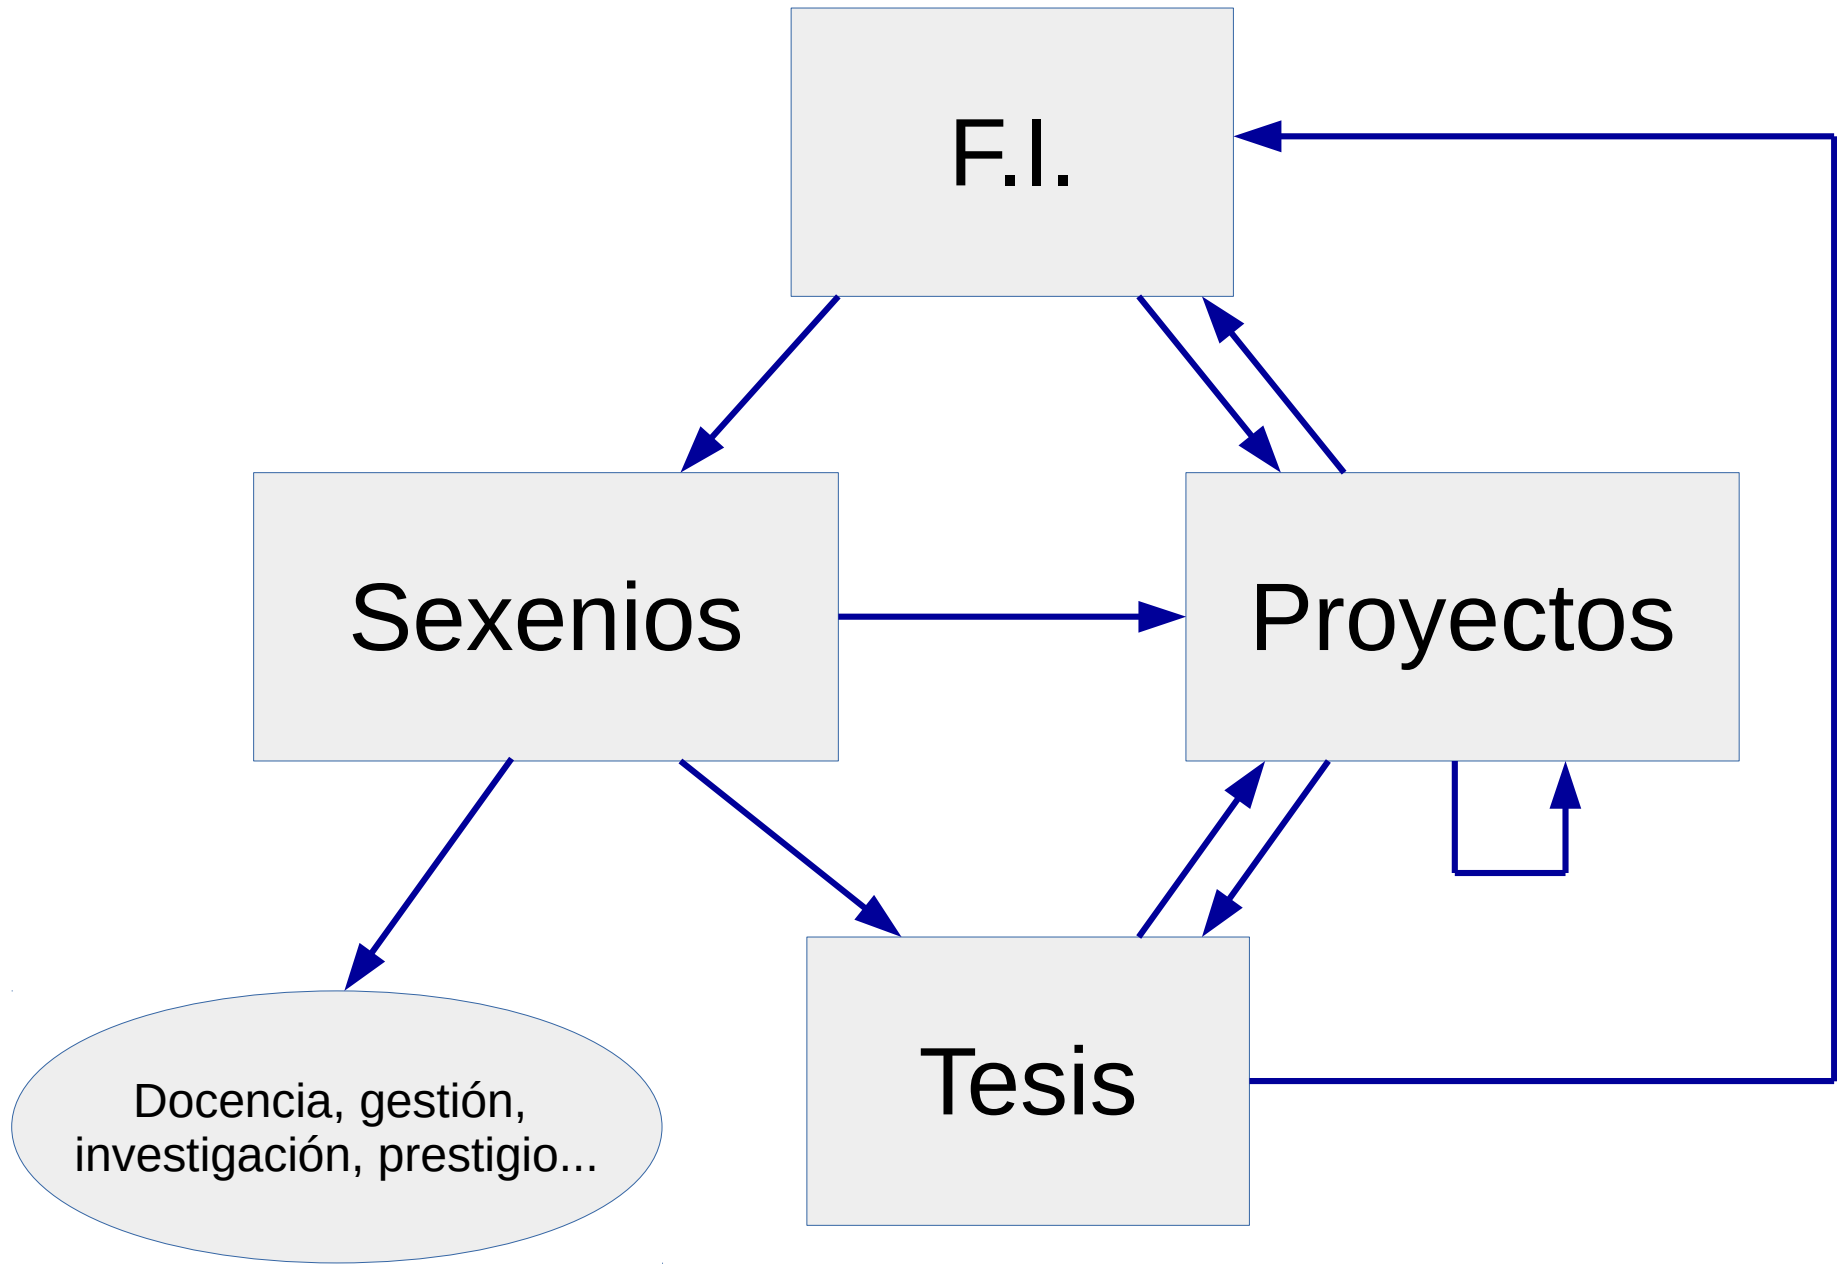 F.I.
Sexenios
Proyectos
Tesis
Docencia, gestión,
investigación, prestigio...